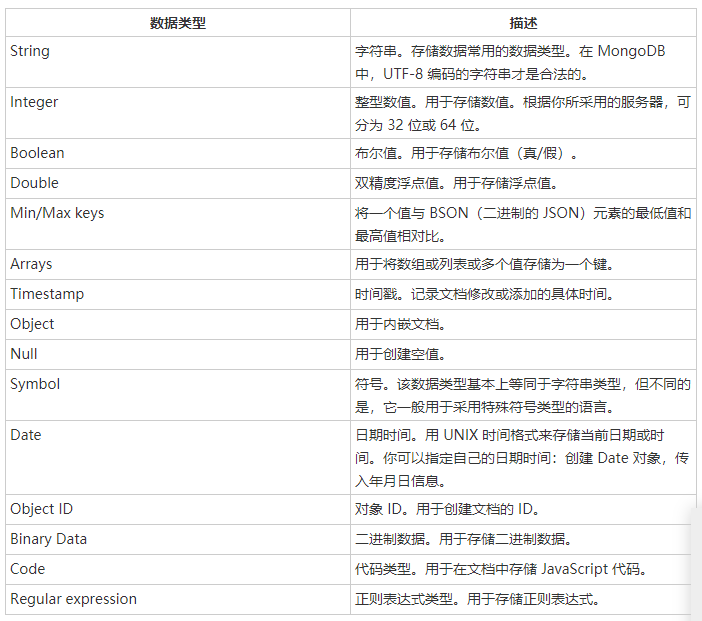 数据类型 描述
String 字符串。存储数据常用的数据类型。在 MongoDB
中，UTF-8 编码的字符串才是合法的。
Integer 整型数值。用于存储数值。根据你所采用的服务器，可
分为 32 位或 64 位。
Boolean 布尔值。用于存储布尔值（真/假）。
Double 双精度浮点值。用于存储浮点值。
Min/Max keys 将一个值与 BSON（二进制的 JSON）元素的最低值和
最高值相对比。
Arrays 用于将数组或列表或多个值存储为一个键。
Timestamp 时间戳。记录文档修改或添加的具体时间。
Object 用于内嵌文档。
Null 用于创建空值。
Symbol 符号。该数据类型基本上等同于字符串类型，但不同的
是，它一般用于采用特殊符号类型的语言。
Date 日期时间。用 UNIX 时间格式来存储当前日期或时
间。你可以指定自己的日期时间：创建 Date 对象，传
入年月日信息。
Object ID 对象 ID。用于创建文档的 ID。
Binary Data 二进制数据。用于存储二进制数据。
Code 代码类型。用于在文档中存储 JavaScript 代码。
Regular expression 正则表达式类型。用于存储正则表达式。